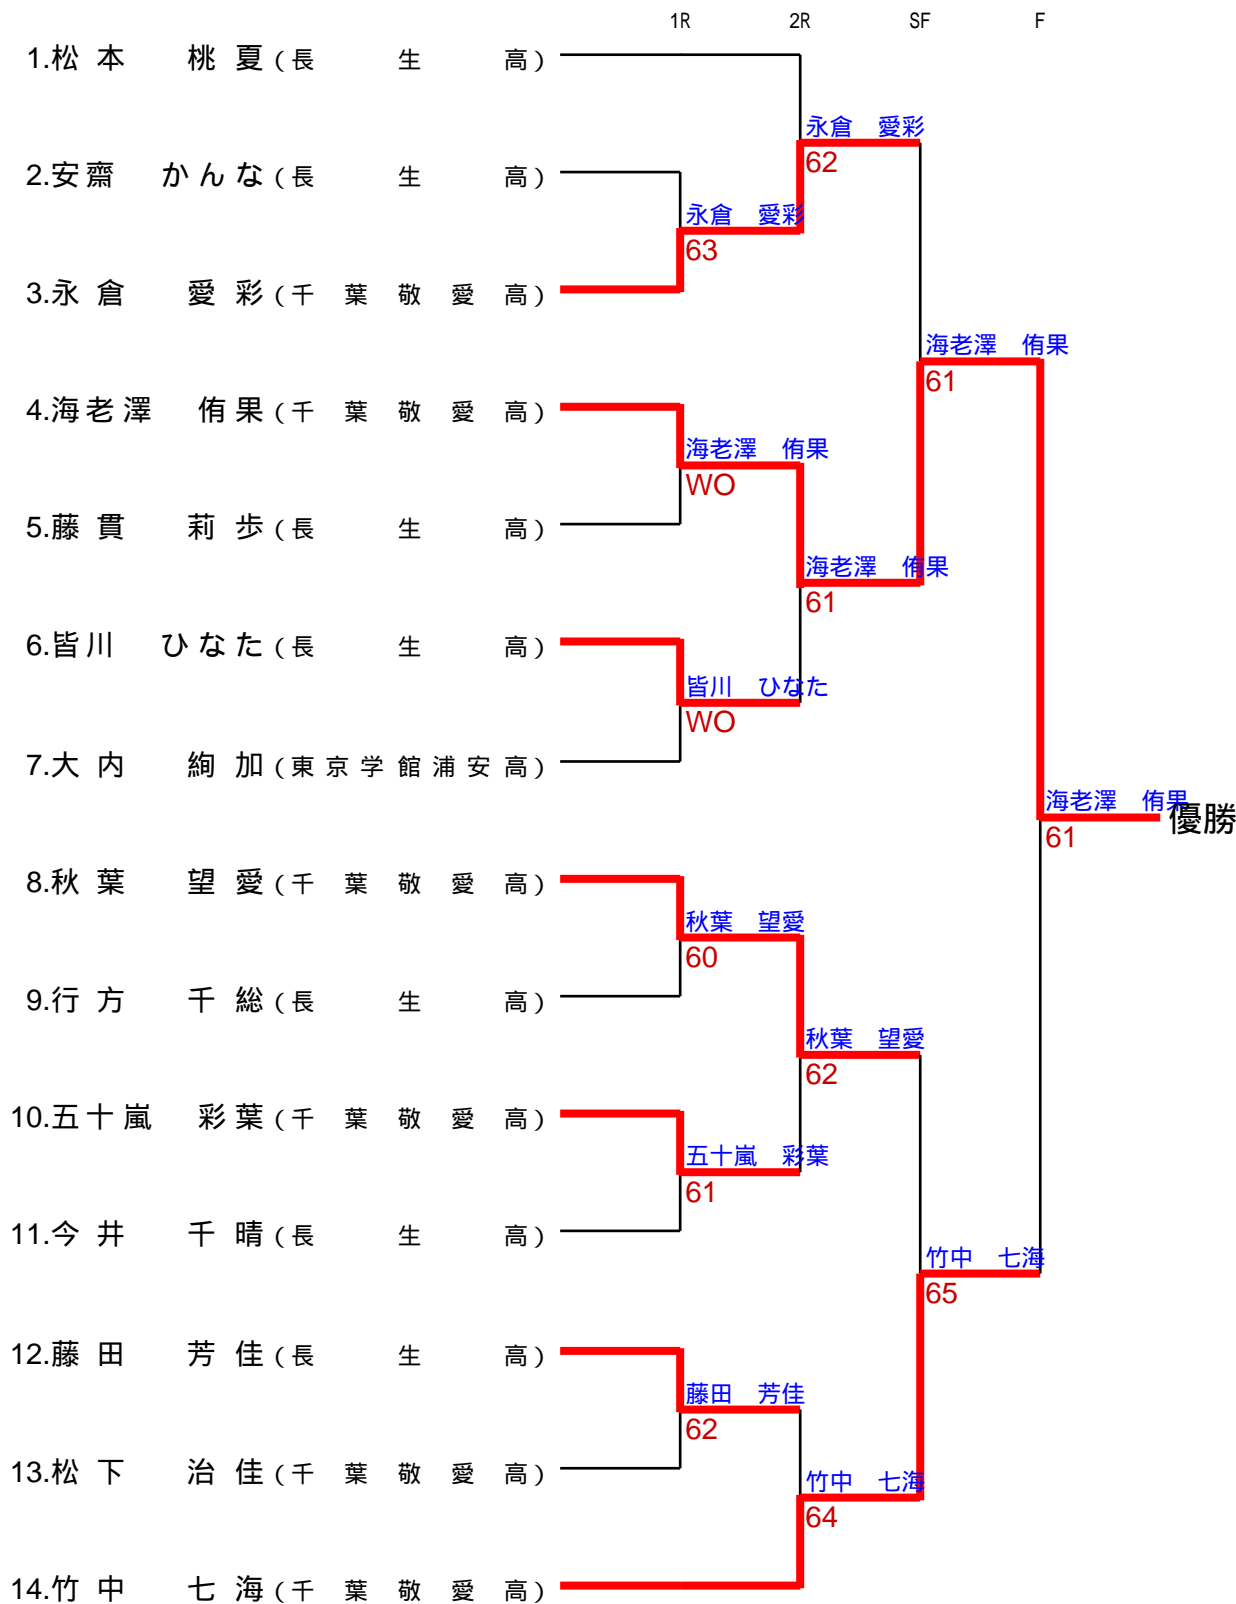 1R 2R SF F
1.松本 桃夏(長生高)
永倉 愛彩
62
2.安齋 かんな(長生高)
永倉 愛彩
63
3.永倉 愛彩(千葉敬愛高)
海老澤 侑果
61
4.海老澤 侑果(千葉敬愛高)
海老澤 侑果
WO
5.藤貫 莉歩(長生高)
海老澤 侑果
61
6.皆川 ひなた(長生高)
皆川 ひなた
WO
7.大内 絢加(東京学館浦安高)
海老澤 侑果
優勝
61
8.秋葉 望愛(千葉敬愛高)
秋葉 望愛
60
9.行方 千総(長生高)
秋葉 望愛
62
10.五十嵐 彩葉(千葉敬愛高)
五十嵐 彩葉
61
11.今井 千晴(長生高)
竹中 七海
65
12.藤田 芳佳(長生高)
藤田 芳佳
62
13.松下 治佳(千葉敬愛高)
竹中 七海
64
14.竹中 七海(千葉敬愛高)